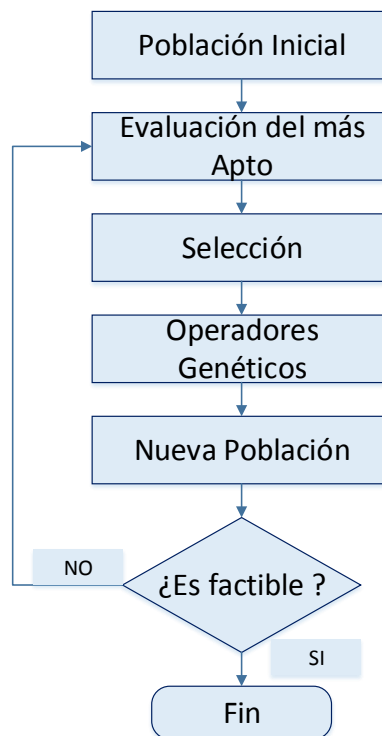 Población Inicial
Evaluación del más
Apto
Selección
Operadores
Genéticos
Nueva Población
¿Es factible ?
NO
SI
Fin